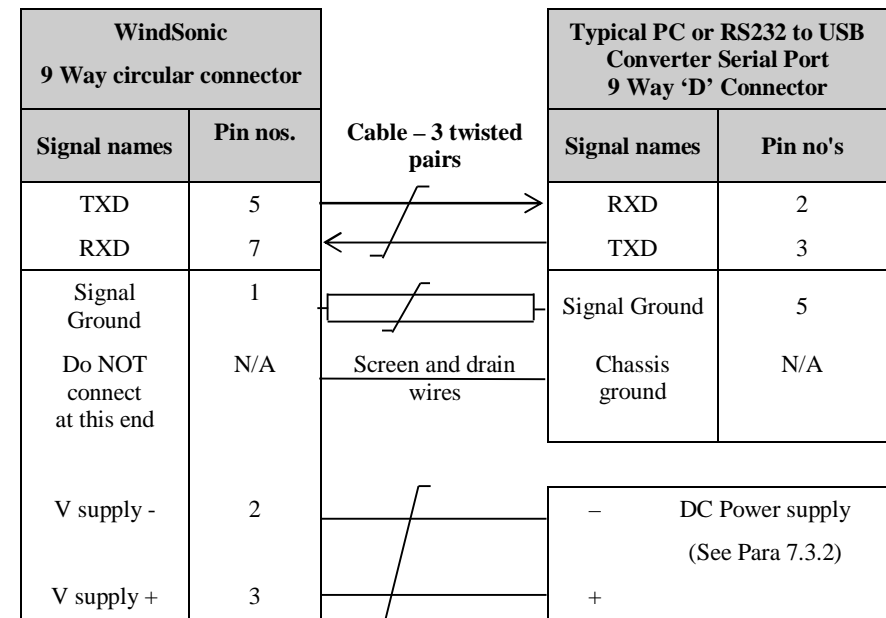 WindSonic
9 Way circular connector
Typical PC or RS232 to USB
Converter Serial Port
9 Way ‘D’ Connector
Signal names
Pin nos.
Cable – 3 twisted
pairs
Signal names
Pin no's
TXD
5
RXD
2
RXD
7
TXD
3
Signal
Ground
1
Signal Ground
5
Do NOT
connect
at this end
N/A
Screen and drain
wires
Chassis
ground
N/A
V supply -
2
–
DC Power supply
(See Para 7.3.2)
V supply +
3
+